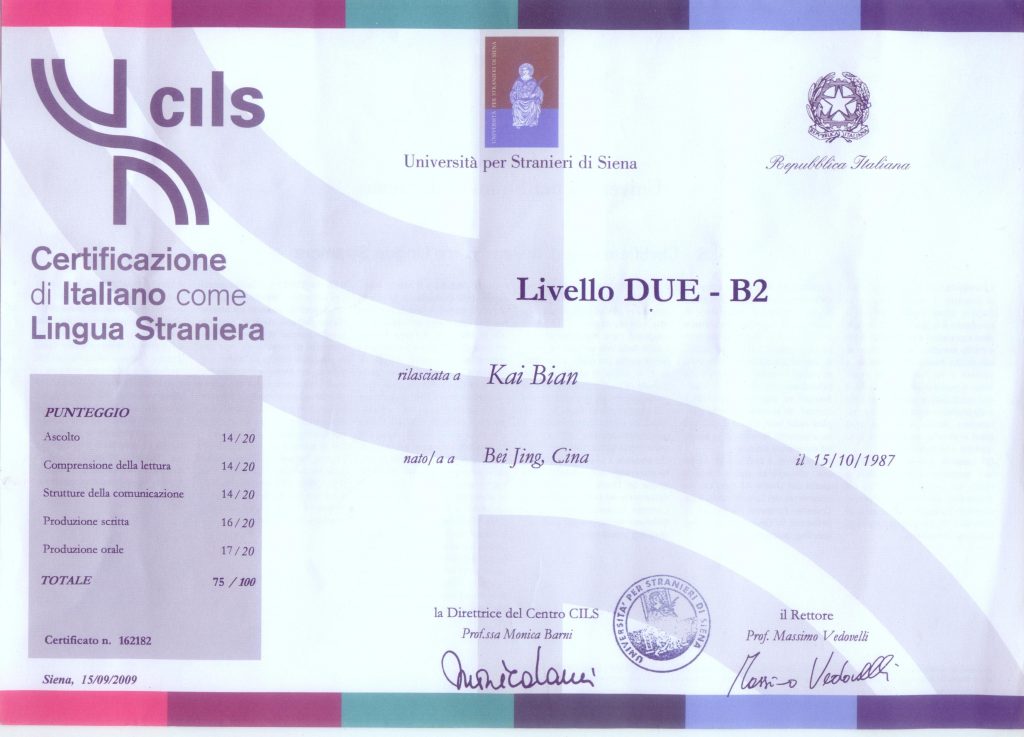 cils
UNIVERSITÀ PER STRANIERI DI SIENA
Università per Stranieri di Siena
REPVBBLICA ITALIANA
Repubblica Italiana
Certificazione
di Italiano come
Lingua Straniera
Livello DUE - B2
rilasciata a Kai Bian
nato/a a Bei Jing, Cina il 15/10/1987
PUNTEGGIO
Ascolto 14 / 20
Comprensione della lettura 14 / 20
Strutture della comunicazione 14 / 20
Produzione scritta 16 / 20
Produzione orale 17 / 20
TOTALE 75 / 100
Certificato n. 162182
Siena, 15/09/2009
la Direttrice del Centro CILS
Prof.ssa Monica Barni
UNIVERSITA' PER STRANIERI DI SIENA
il Rettore
Prof. Massimo Vedovelli
Massimo Vedovelli